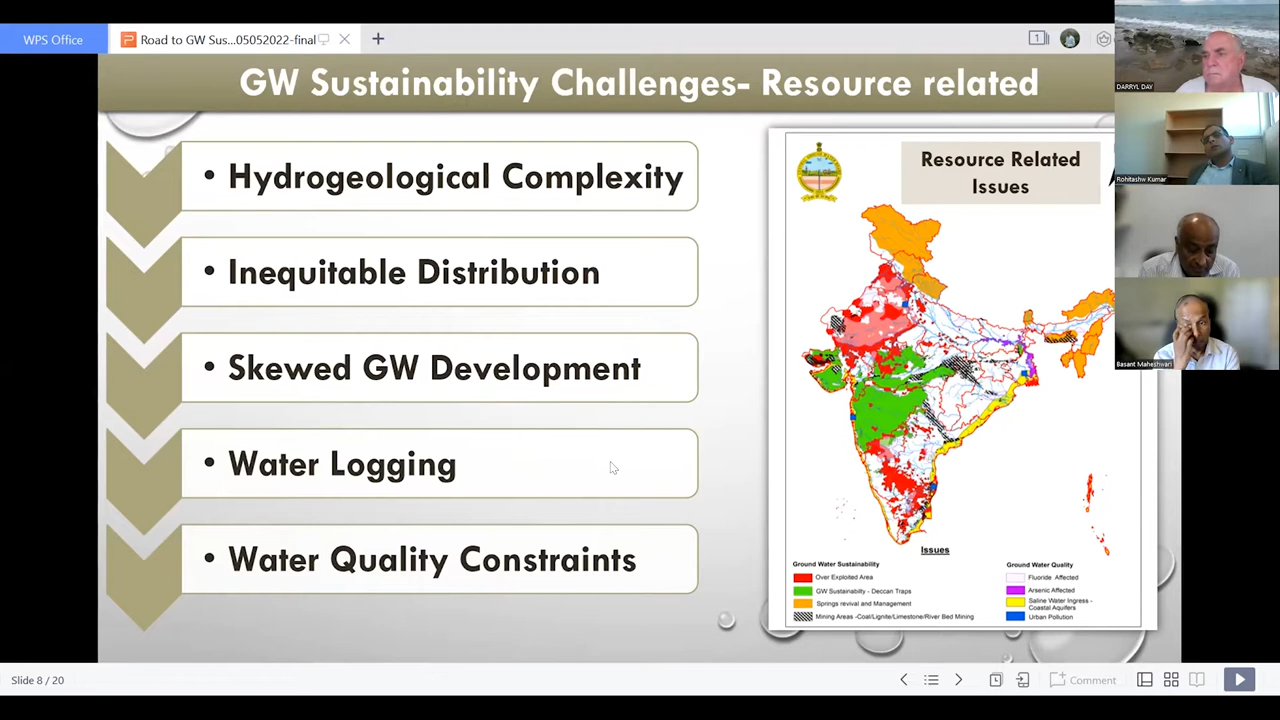 WPS Office
Road to GW Sus...05052022-final
1
GW Sustainability Challenges- Resource related
• Hydrogeological Complexity
• Inequitable Distribution
• Skewed GW Development
• Water Logging
• Water Quality Constraints
Resource Related
Issues
Issues
Ground Water Sustainability
Over Exploited Area
GW Sustainability - Deccan Traps
Springs revival and Management
Mining Areas -Coal/Lignite/Limestone/River Bed Mining
Ground Water Quality
Fluoride Affected
Arsenic Affected
Saline Water Ingress -
Coastal Aquifers
Urban Pollution
DARRYL DAY
Rohitashw Kumar
Basant Maheshwari
Slide 8 / 20
Comment